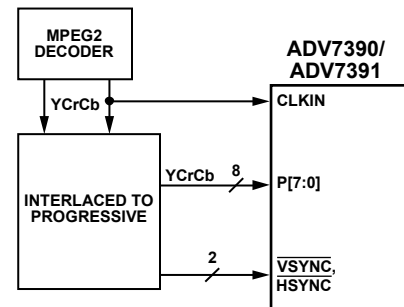 MPEG2
DECODER
YCrCb
INTERLACED TO
PROGRESSIVE
YCrCb
8
2
ADV7390/
ADV7391
CLKIN
P[7:0]
VSYNC,
HSYNC